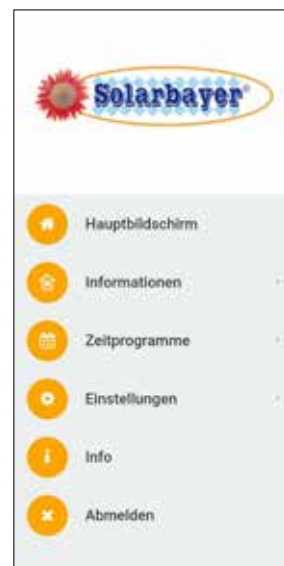 Solarbayer®
Hauptbildschirm
Informationen
Zeitprogramme
Einstellungen
Info
Abmelden